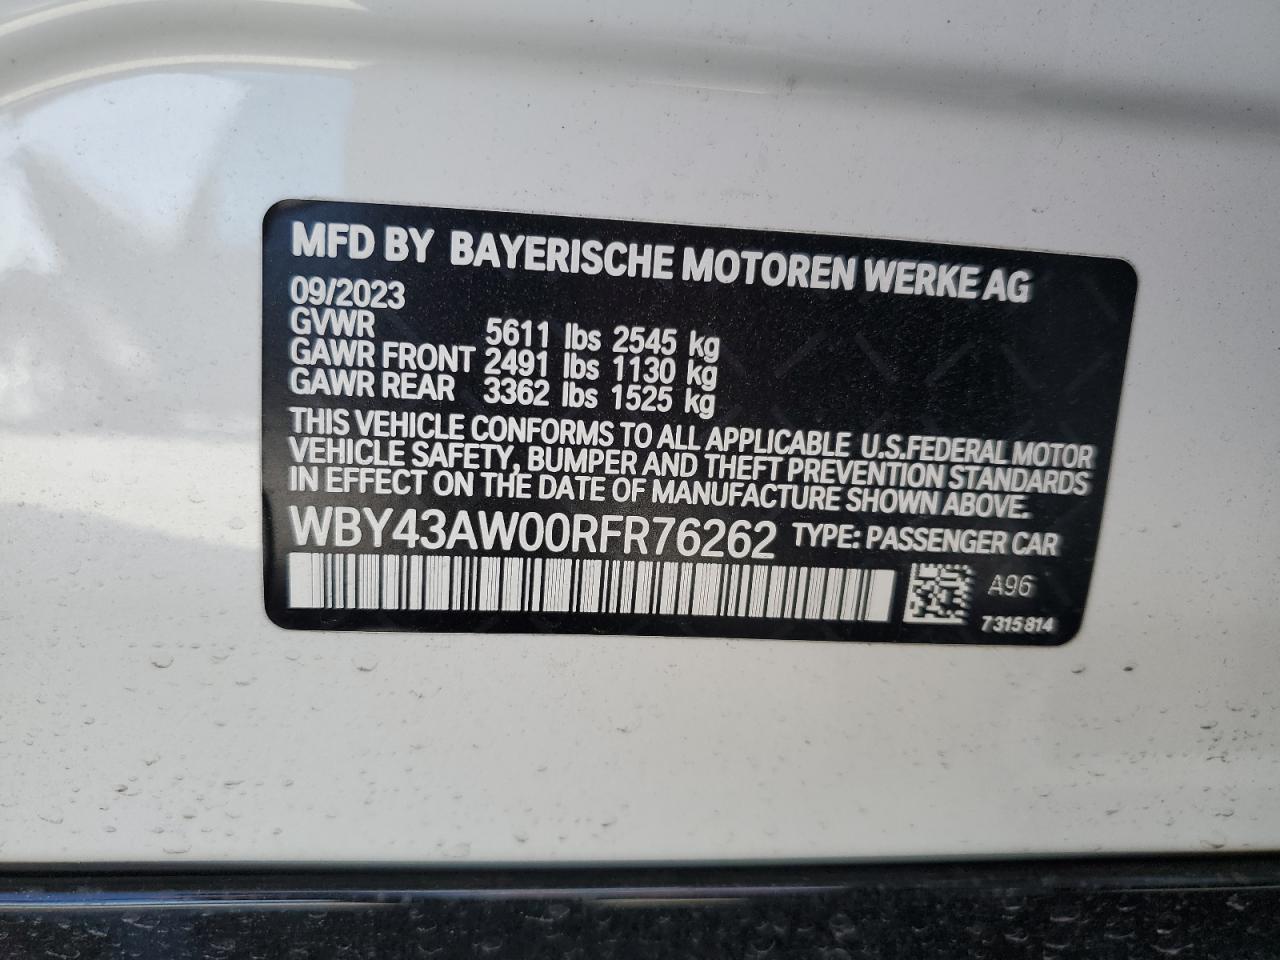 MFD BY BAYERISCHE MOTOREN WERKE AG
09/2023
GVWR 5611 lbs 2545 kg
GAWR FRONT 2491 lbs 1130 kg
GAWR REAR 3362 lbs 1525 kg
THIS VEHICLE CONFORMS TO ALL APPLICABLE U.S.FEDERAL MOTOR
VEHICLE SAFETY, BUMPER AND THEFT PREVENTION STANDARDS
IN EFFECT ON THE DATE OF MANUFACTURE SHOWN ABOVE.
WBY43AW00RFR76262 TYPE: PASSENGER CAR
A96
7315814